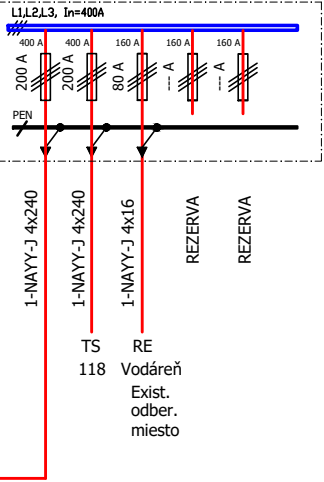 L1,L2,L3, In=400A
400 A 400 A 160 A 160 A 160 A
200 A 200 A 80 A --- A --- A
PEN
1-NAYY-J 4x240
1-NAYY-J 4x240
1-NAYY-J 4x16
REZERVA
REZERVA
TS
118
RE
Vodáreň
Exist.
odber.
miesto